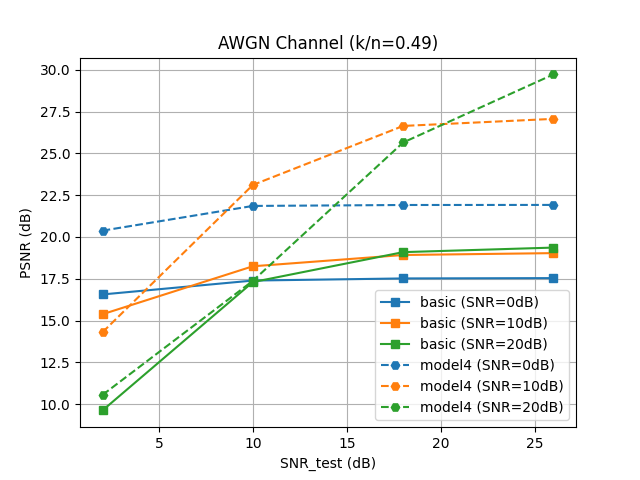 AWGN Channel (k/n=0.49)
PSNR (dB)
30.0
27.5
25.0
22.5
20.0
17.5
15.0
12.5
10.0
basic (SNR=0dB)
basic (SNR=10dB)
basic (SNR=20dB)
model4 (SNR=0dB)
model4 (SNR=10dB)
model4 (SNR=20dB)
5
10
15
20
25
SNR_test (dB)